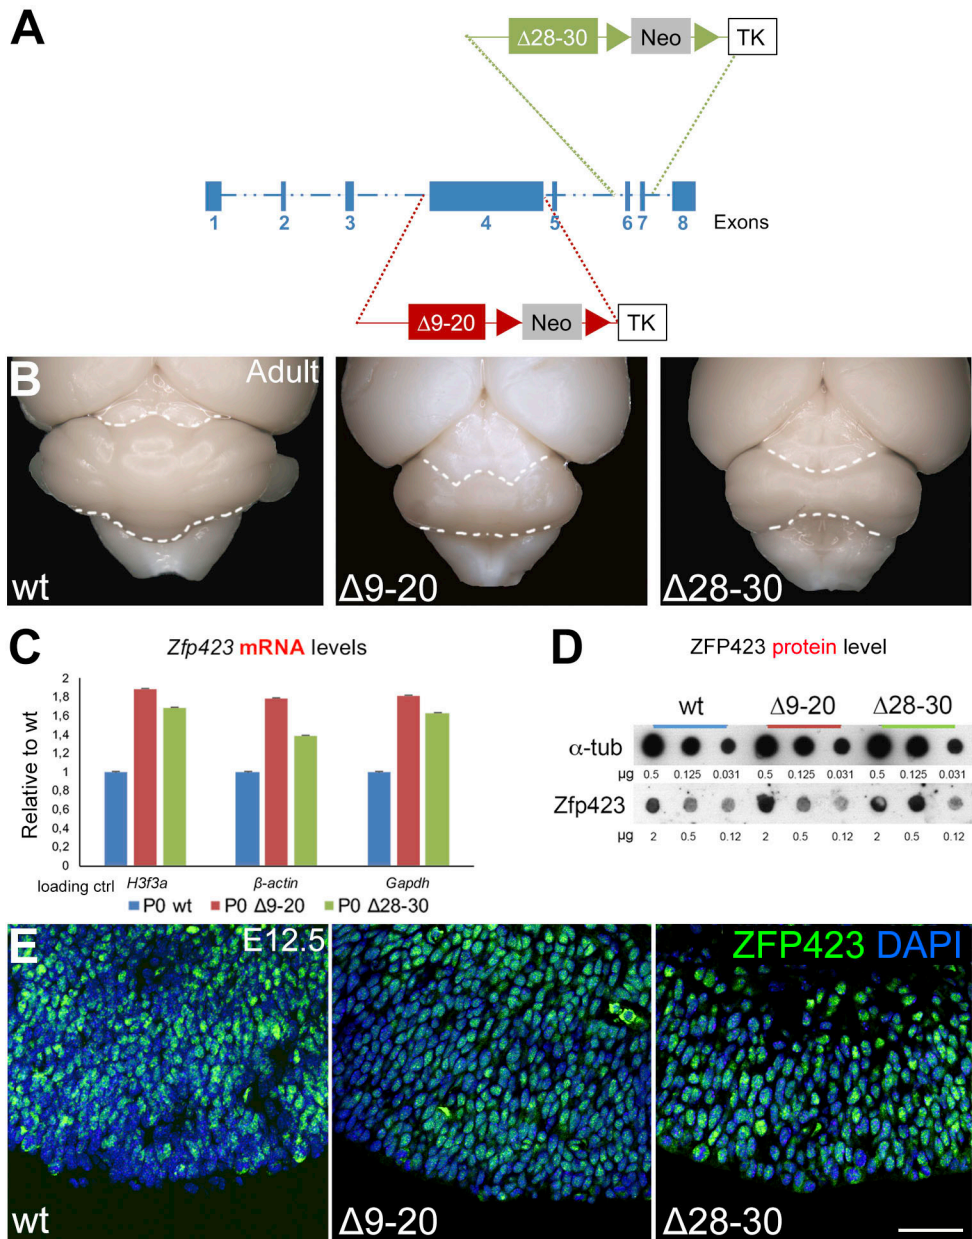 A
Δ28-30 Neo TK
1 2 3 4 5 6 7 8 Exons
Δ9-20 Neo TK
B Adult
wt Δ9-20 Δ28-30
C
Zfp423 mRNA levels
Relative to wt
2
1,8
1,6
1,4
1,2
1
0,8
0,6
0,4
0,2
0
loading ctrl H3f3a β-actin Gapdh
P0 wt P0 Δ9-20 P0 Δ28-30
D
ZFP423 protein level
wt Δ9-20 Δ28-30
α-tub
µg 0.5 0.125 0.031 0.5 0.125 0.031 0.5 0.125 0.031
Zfp423
µg 2 0.5 0.12 2 0.5 0.12 2 0.5 0.12
E E12.5 ZFP423 DAPI
wt Δ9-20 Δ28-30